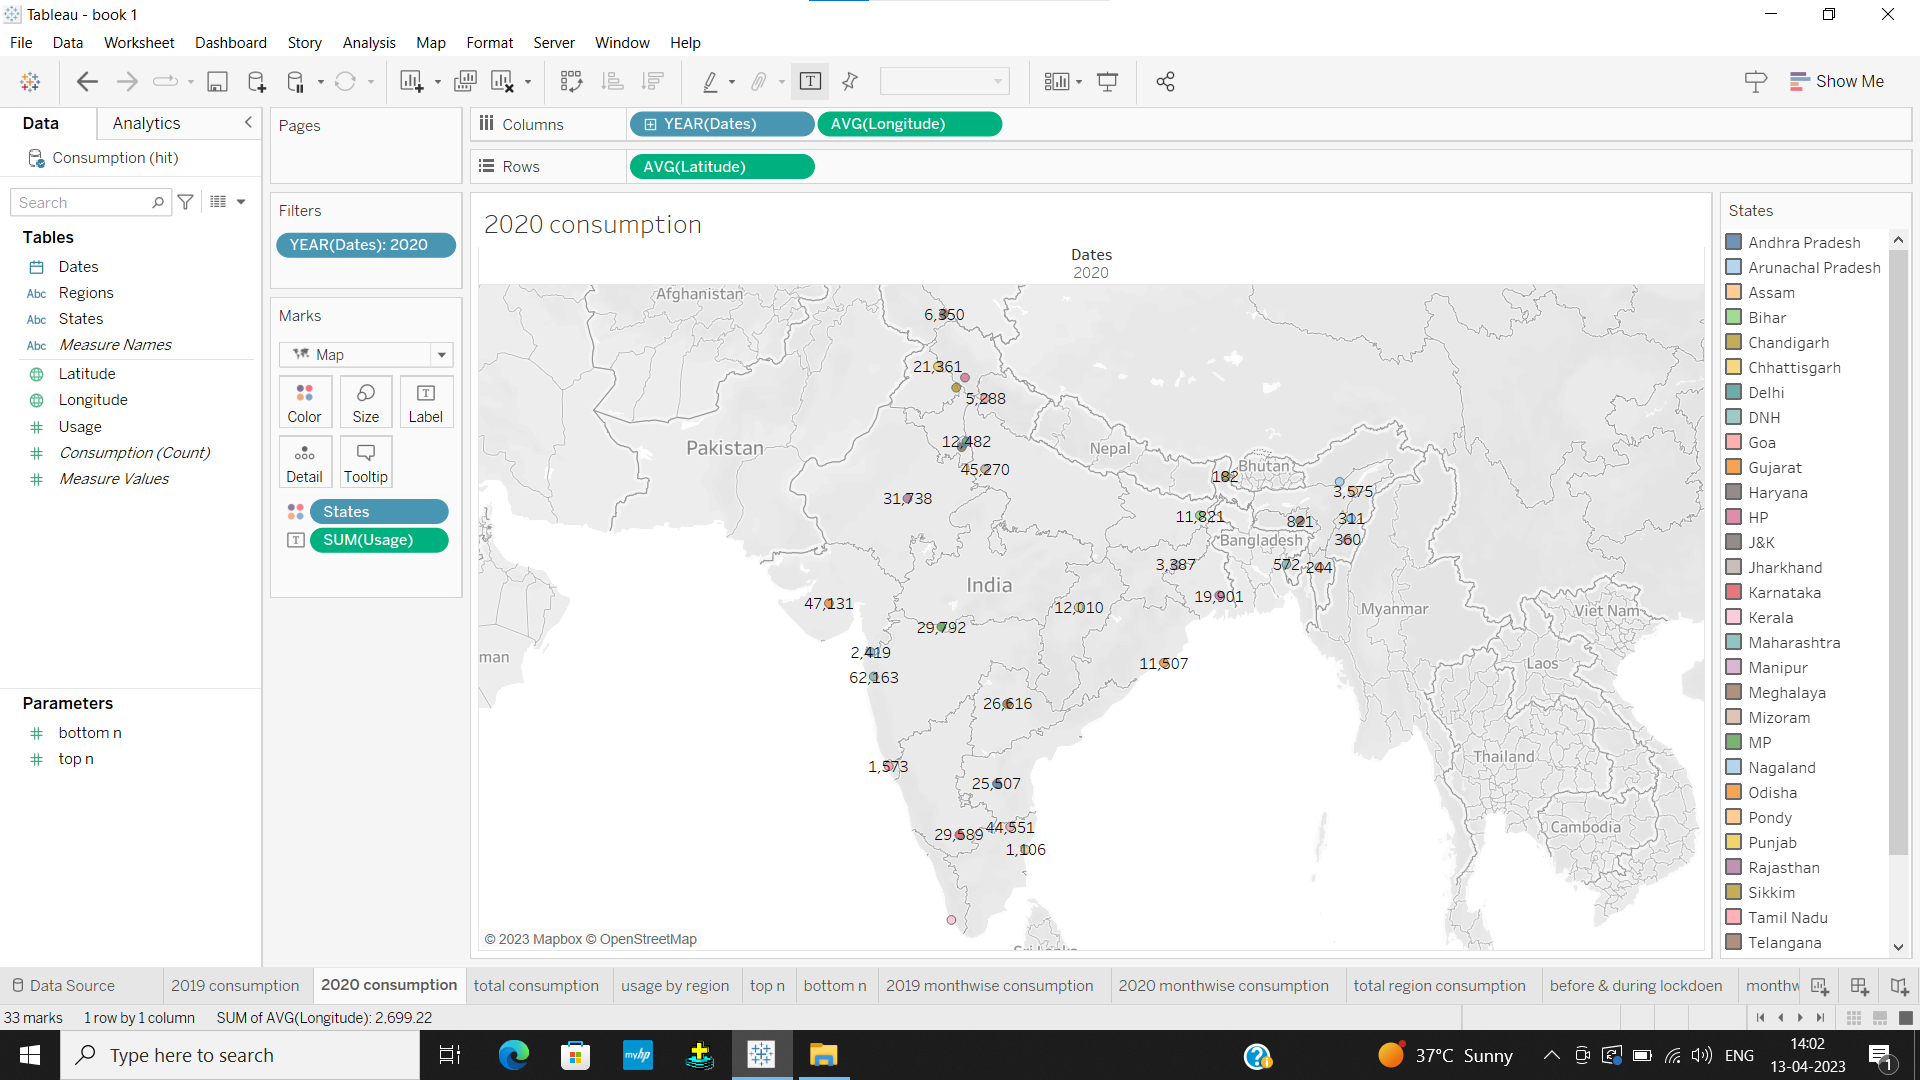 Tableau - book 1
File Data Worksheet Dashboard Story Analysis Map Format Server Window Help
Show Me
Data Analytics
Consumption (hit)
Search
Tables
Dates
Abc Regions
Abc States
Abc Measure Names
Latitude
Longitude
Usage
Consumption (Count)
Measure Values
Parameters
bottom n
top n
Pages
Filters
YEAR(Dates): 2020
Marks
Map
Color Size Label
Detail Tooltip
States
SUM(Usage)
Columns YEAR(Dates) AVG(Longitude)
Rows AVG(Latitude)
2020 consumption
Dates
2020
Afghanistan
6,350
21,361
5,288
12,482
Pakistan
Nepal
45,270
Bhutan
182
3,575
31,738
11,821
821
311
Bangladesh
360
3,387
572
244
India
47,131
12,010
19,901
Myanmar
Viet Nam
29,792
2,419
man
11,507
Laos
62,163
26,616
Thailand
1,573
25,507
29,589
44,551
Cambodia
1,106
Sri Lanka
© 2023 Mapbox © OpenStreetMap
States
Andhra Pradesh
Arunachal Pradesh
Assam
Bihar
Chandigarh
Chhattisgarh
Delhi
DNH
Goa
Gujarat
Haryana
HP
J&K
Jharkhand
Karnataka
Kerala
Maharashtra
Manipur
Meghalaya
Mizoram
MP
Nagaland
Odisha
Pondy
Punjab
Rajasthan
Sikkim
Tamil Nadu
Telangana
Data Source 2019 consumption 2020 consumption total consumption usage by region top n bottom n 2019 monthwise consumption 2020 monthwise consumption total region consumption before & during lockdoen monthw
33 marks 1 row by 1 column SUM of AVG(Longitude): 2,699.22
Type here to search
myhp
37°C Sunny
ENG
14:02
13-04-2023
1